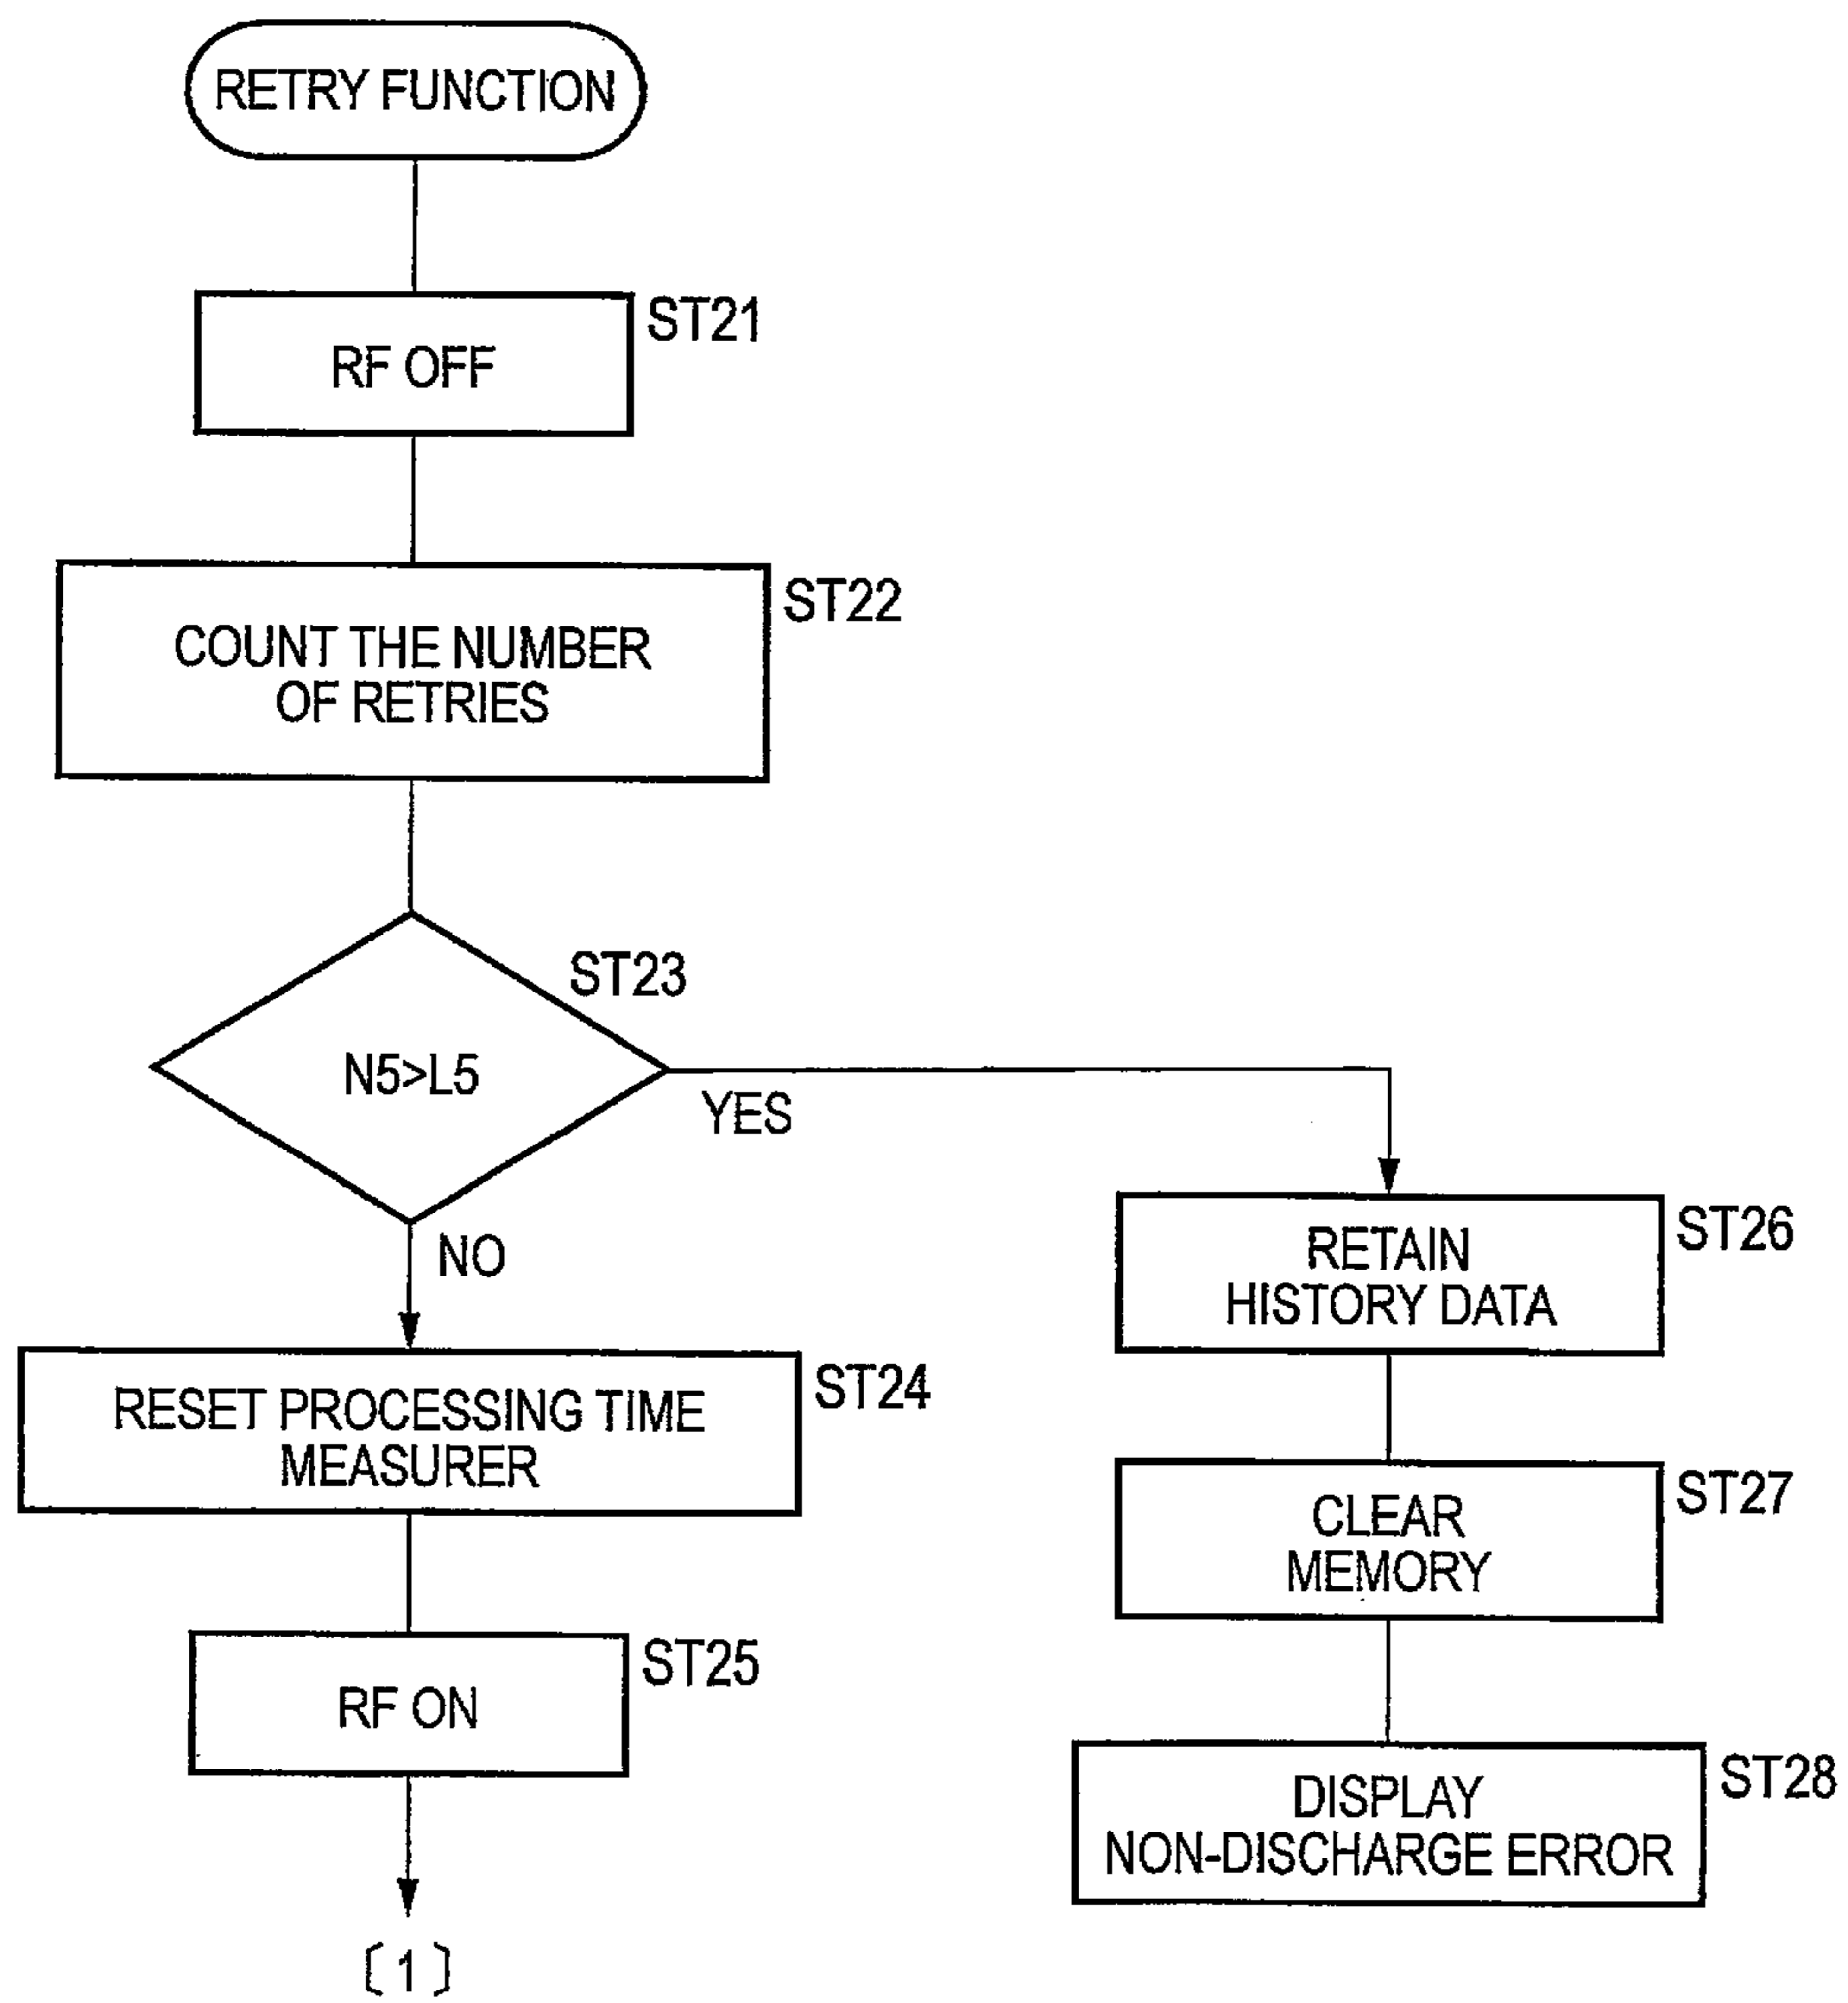 RETRY FUNCTION
ST21
RF OFF
ST22
COUNT THE NUMBER
OF RETRIES
ST23
N5>L5
YES
NO
ST24
RESET PROCESSING TIME
MEASURER
ST25
RF ON
〔1〕
ST26
RETAIN
HISTORY DATA
ST27
CLEAR
MEMORY
ST28
DISPLAY
NON-DISCHARGE ERROR